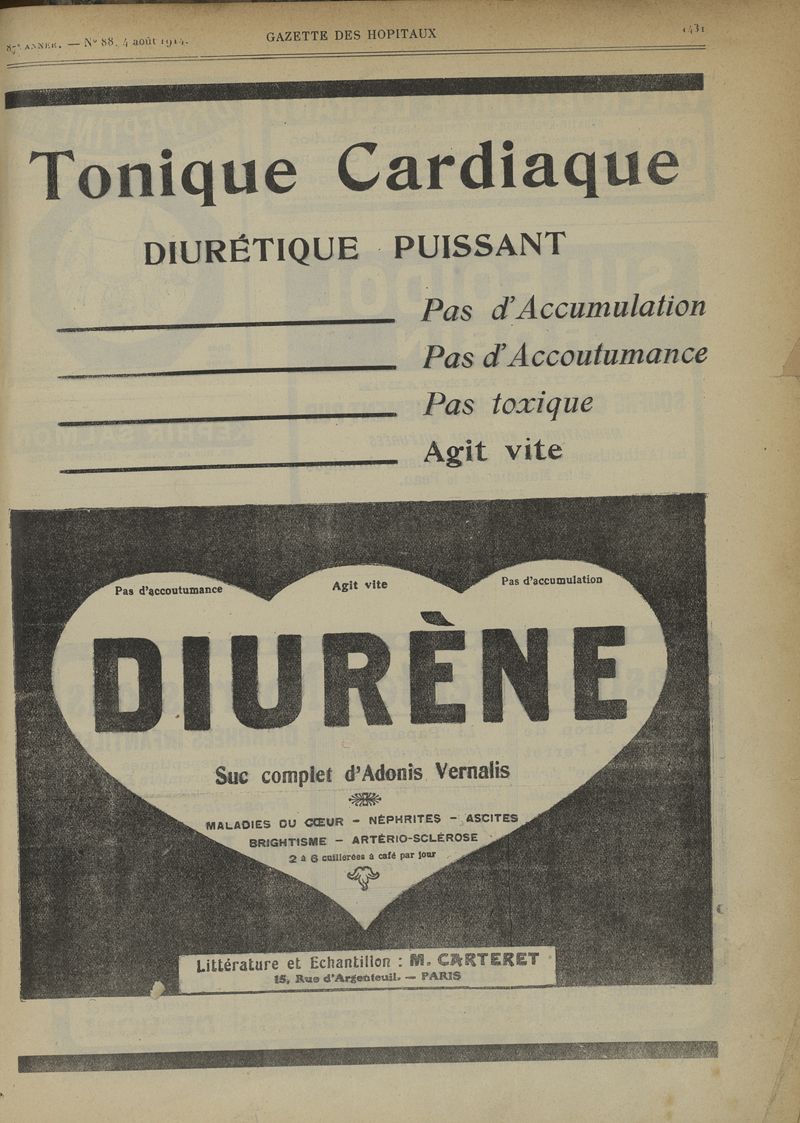 87e ANNÉE. — N° 88, 4 août 1914.
GAZETTE DES HOPITAUX
1431
Tonique Cardiaque
DIURÉTIQUE PUISSANT
Pas d'Accumulation
Pas d'Accoutumance
Pas toxique
Agit vite
Pas d'accoutumance
Agit vite
Pas d'accumulation
DIURÈNE
Suc complet d'Adonis Vernalis
MALADIES DU CŒUR - NÉPHRITES - ASCITES
BRIGHTISME - ARTÉRIO-SCLÉROSE
2 à 6 cuillerées à café par jour
Littérature et Echantillon : M. CARTERET
15, Rue d'Argenteuil. — PARIS